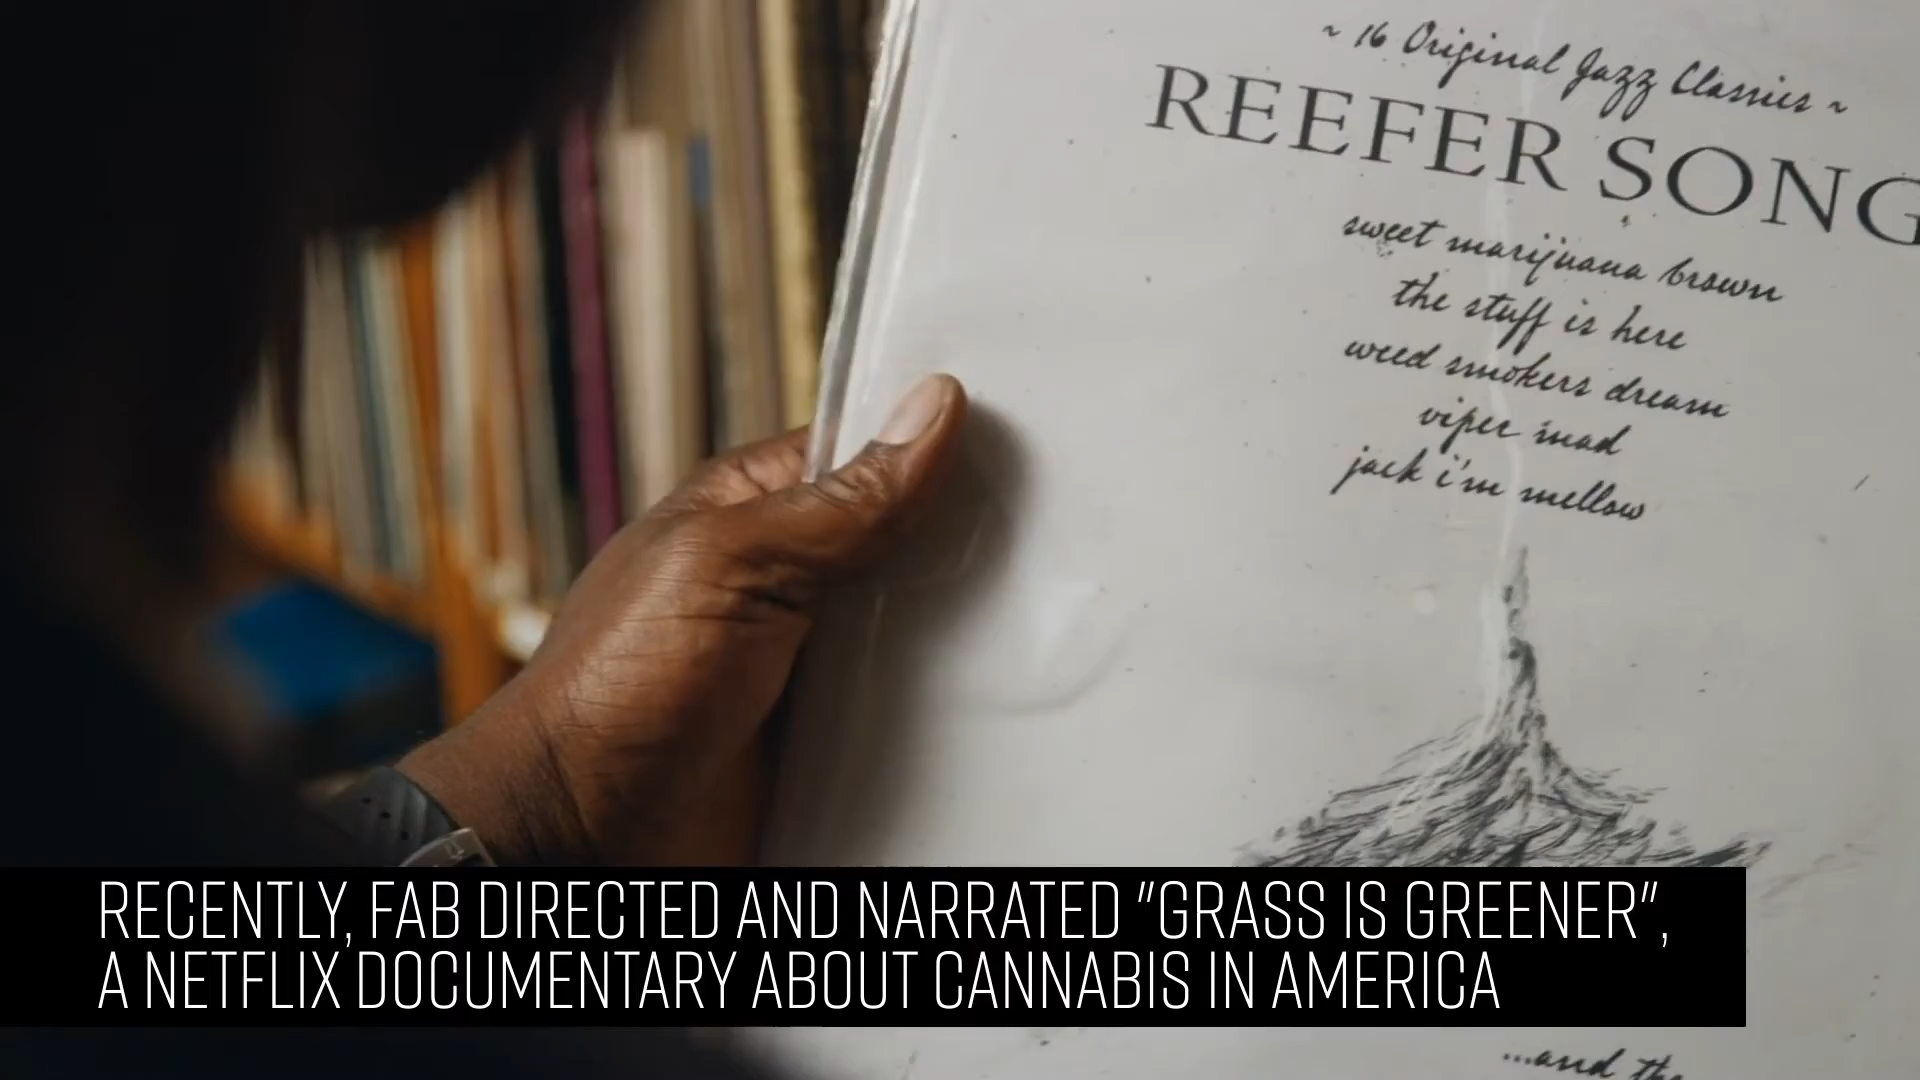 ~ 16 Original Jazz Classics ~
REEFER SONG
sweet marijuana brown
the stuff is here
weed smokers dream
viper mad
jack i'm mellow
RECENTLY, FAB DIRECTED AND NARRATED "GRASS IS GREENER",
A NETFLIX DOCUMENTARY ABOUT CANNABIS IN AMERICA
...and the